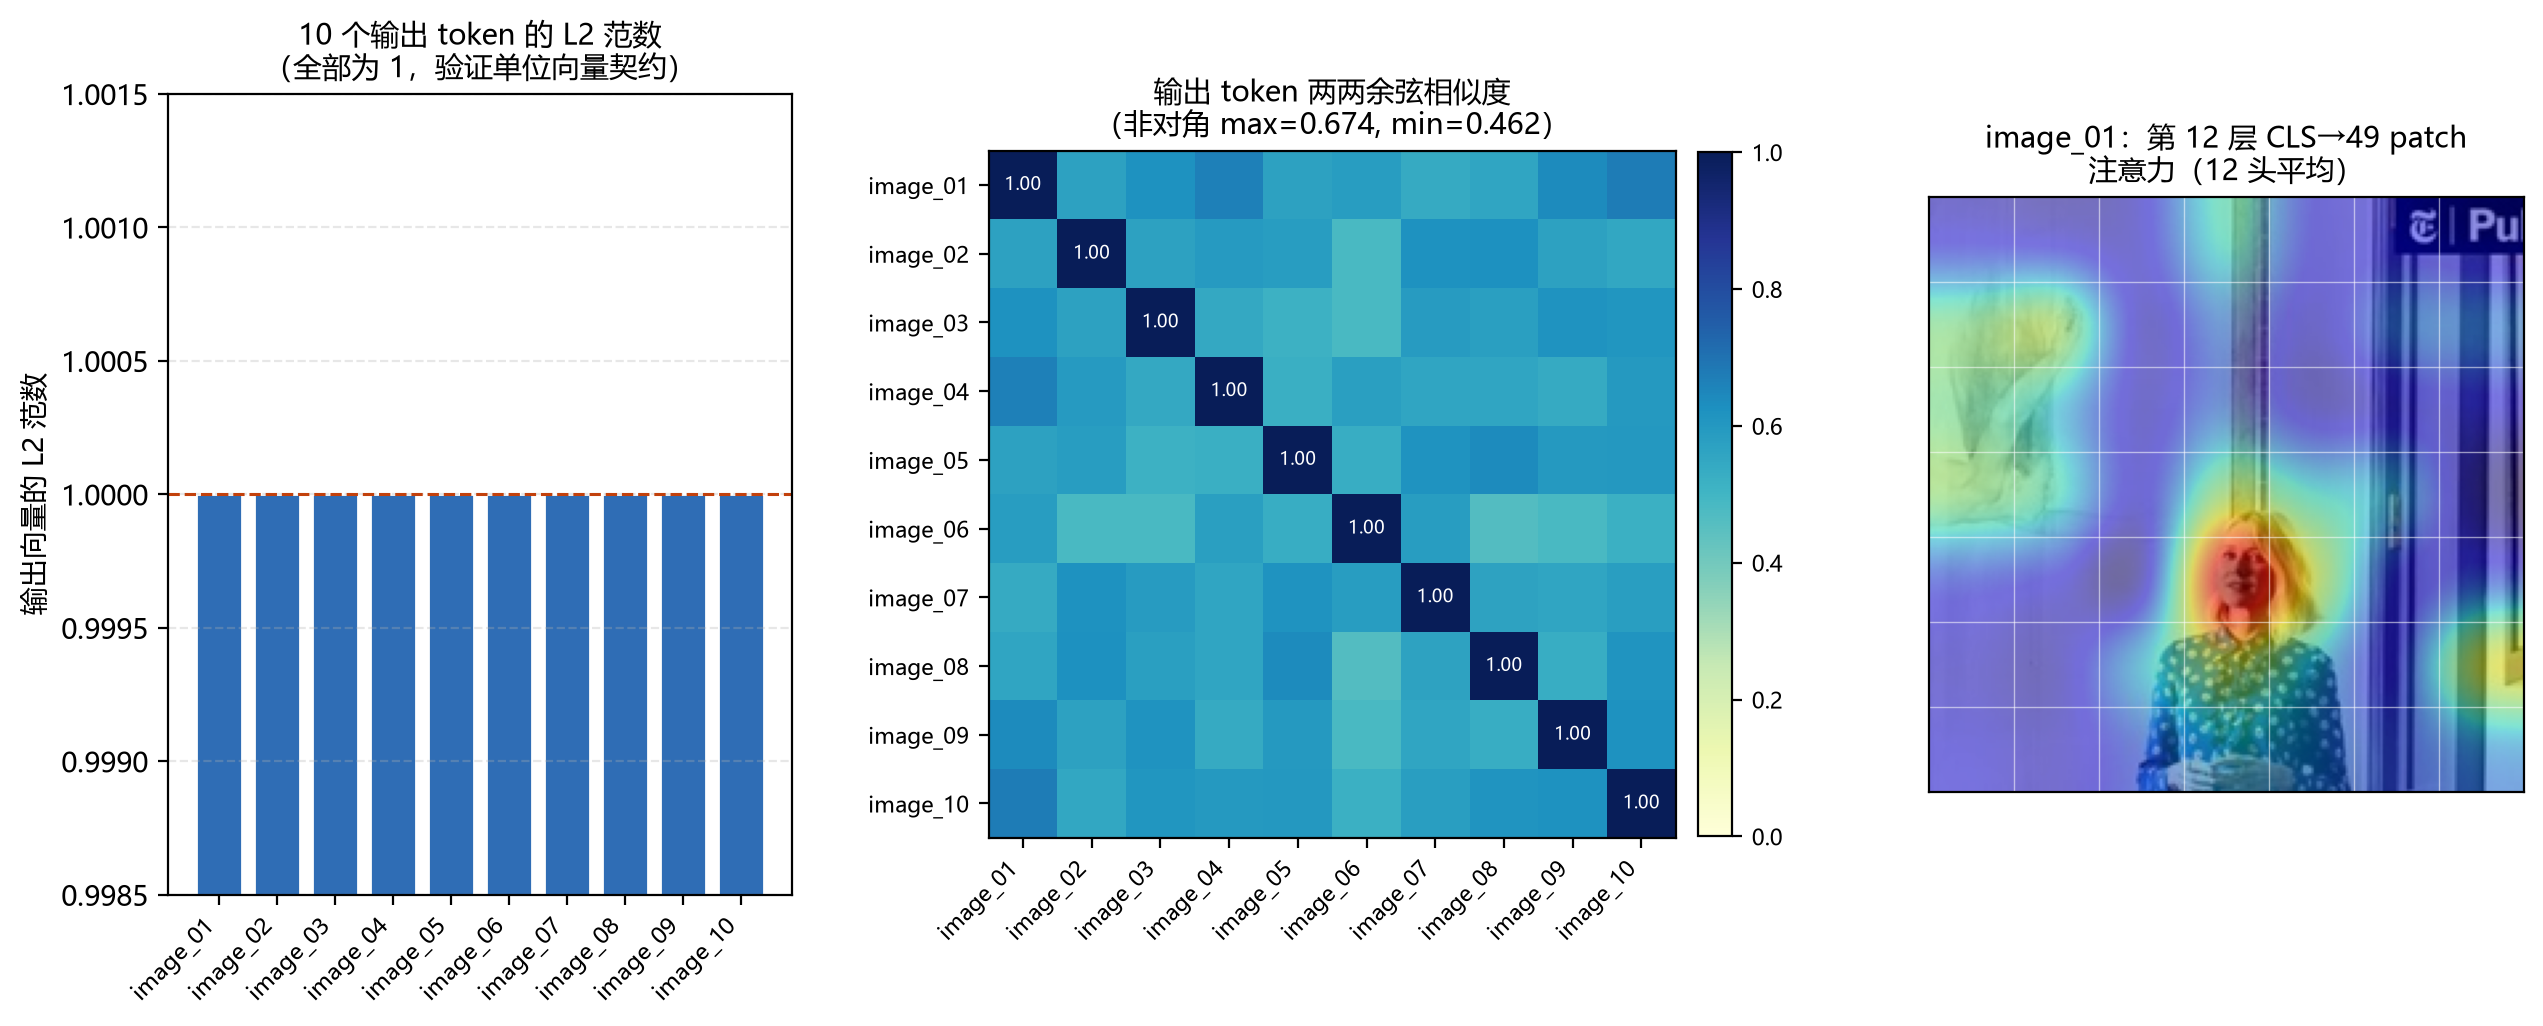 10 个输出 token 的 L2 范数
（全部为 1，验证单位向量契约）
输出向量的 L2 范数
1.0015
1.0010
1.0005
1.0000
0.9995
0.9990
0.9985
image_01
image_02
image_03
image_04
image_05
image_06
image_07
image_08
image_09
image_10
输出 token 两两余弦相似度
（非对角 max=0.674, min=0.462）
image_01
image_02
image_03
image_04
image_05
image_06
image_07
image_08
image_09
image_10
1.00
1.00
1.00
1.00
1.00
1.00
1.00
1.00
1.00
1.00
image_01
image_02
image_03
image_04
image_05
image_06
image_07
image_08
image_09
image_10
1.0
0.8
0.6
0.4
0.2
0.0
image_01：第 12 层 CLS→49 patch
注意力（12 头平均）
T | Pu